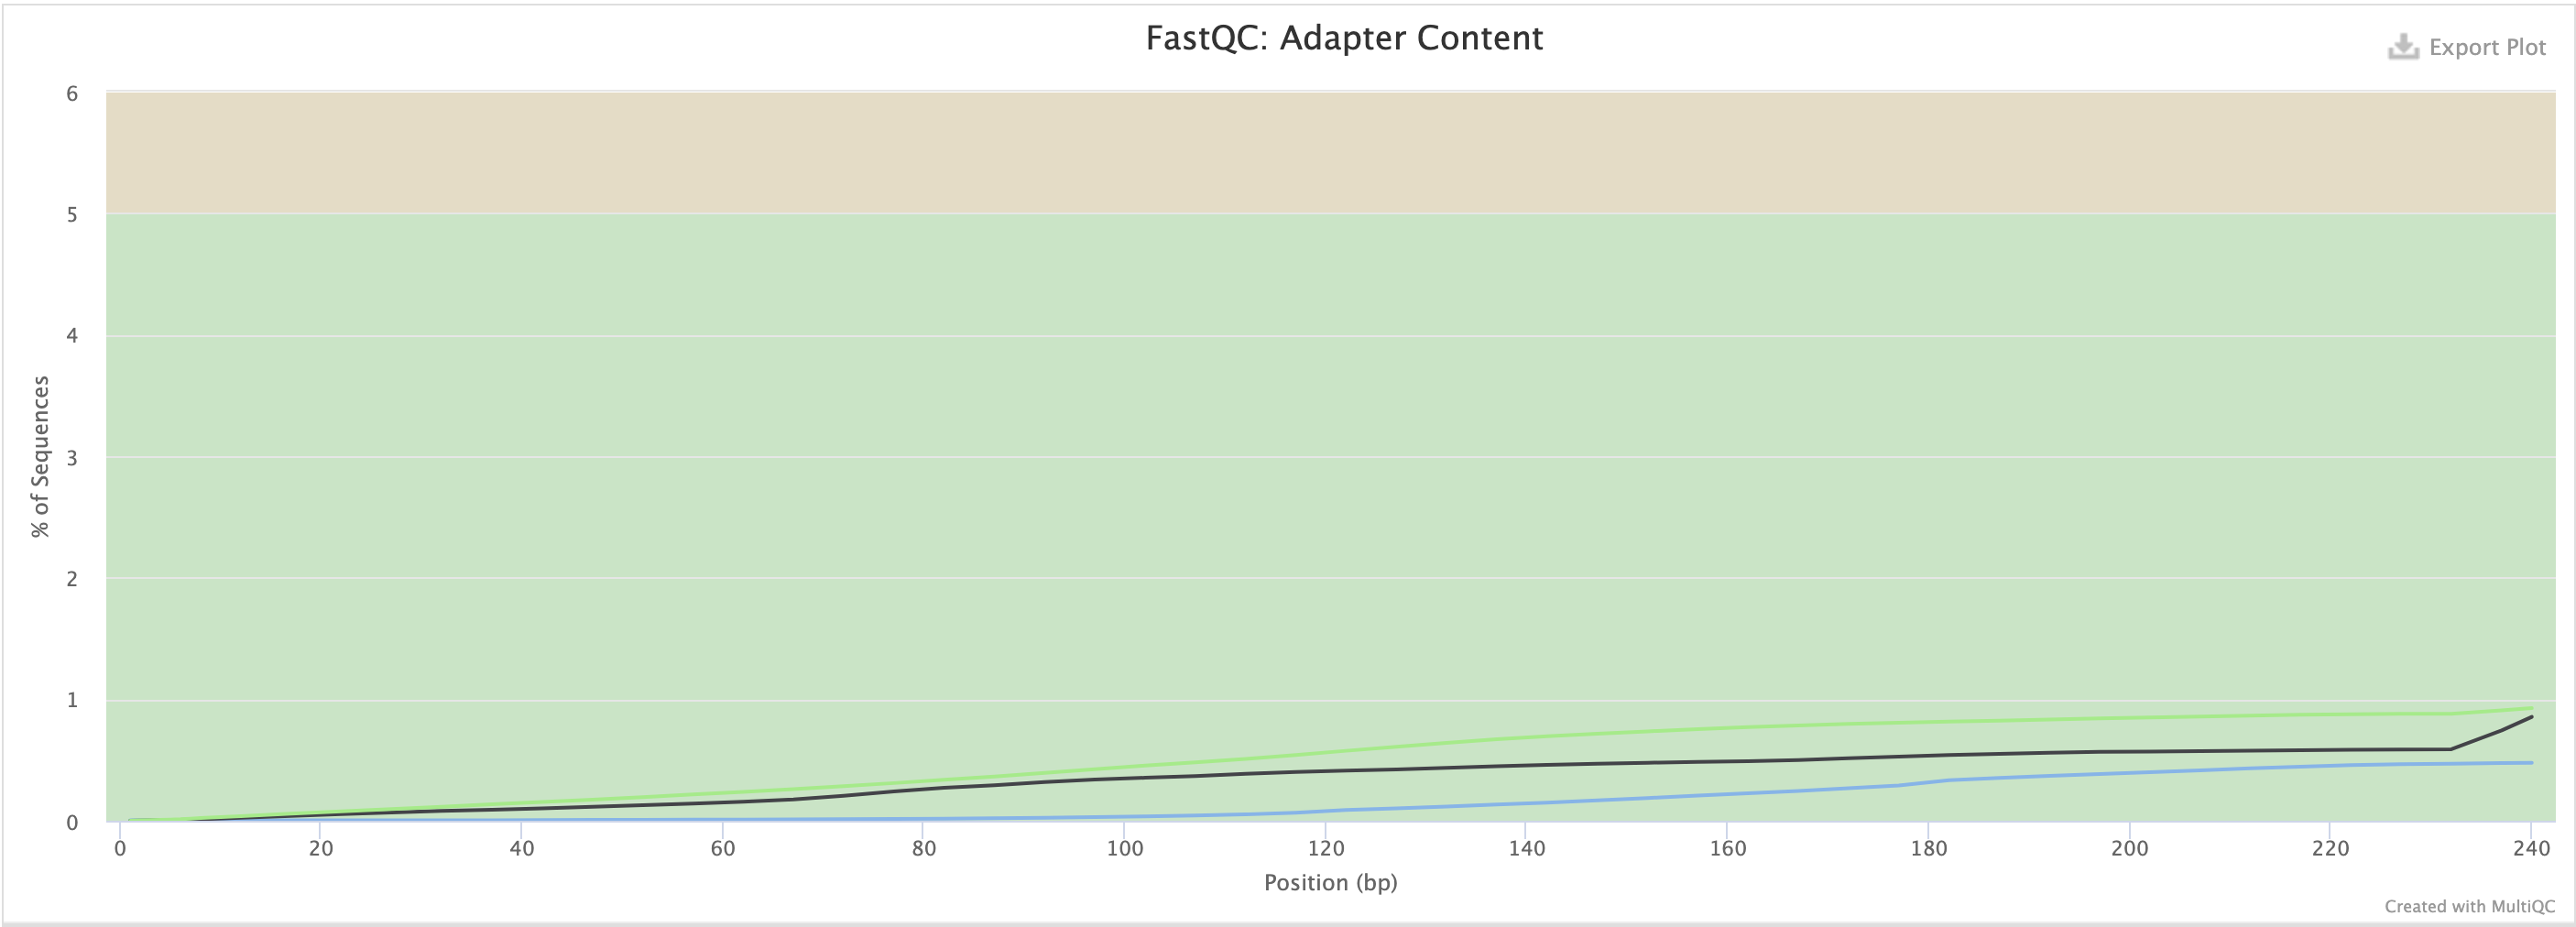 FastQC: Adapter Content
Export Plot
% of Sequences
6
5
4
3
2
1
0
0 20 40 60 80 100 120 140 160 180 200 220 240
Position (bp)
Created with MultiQC